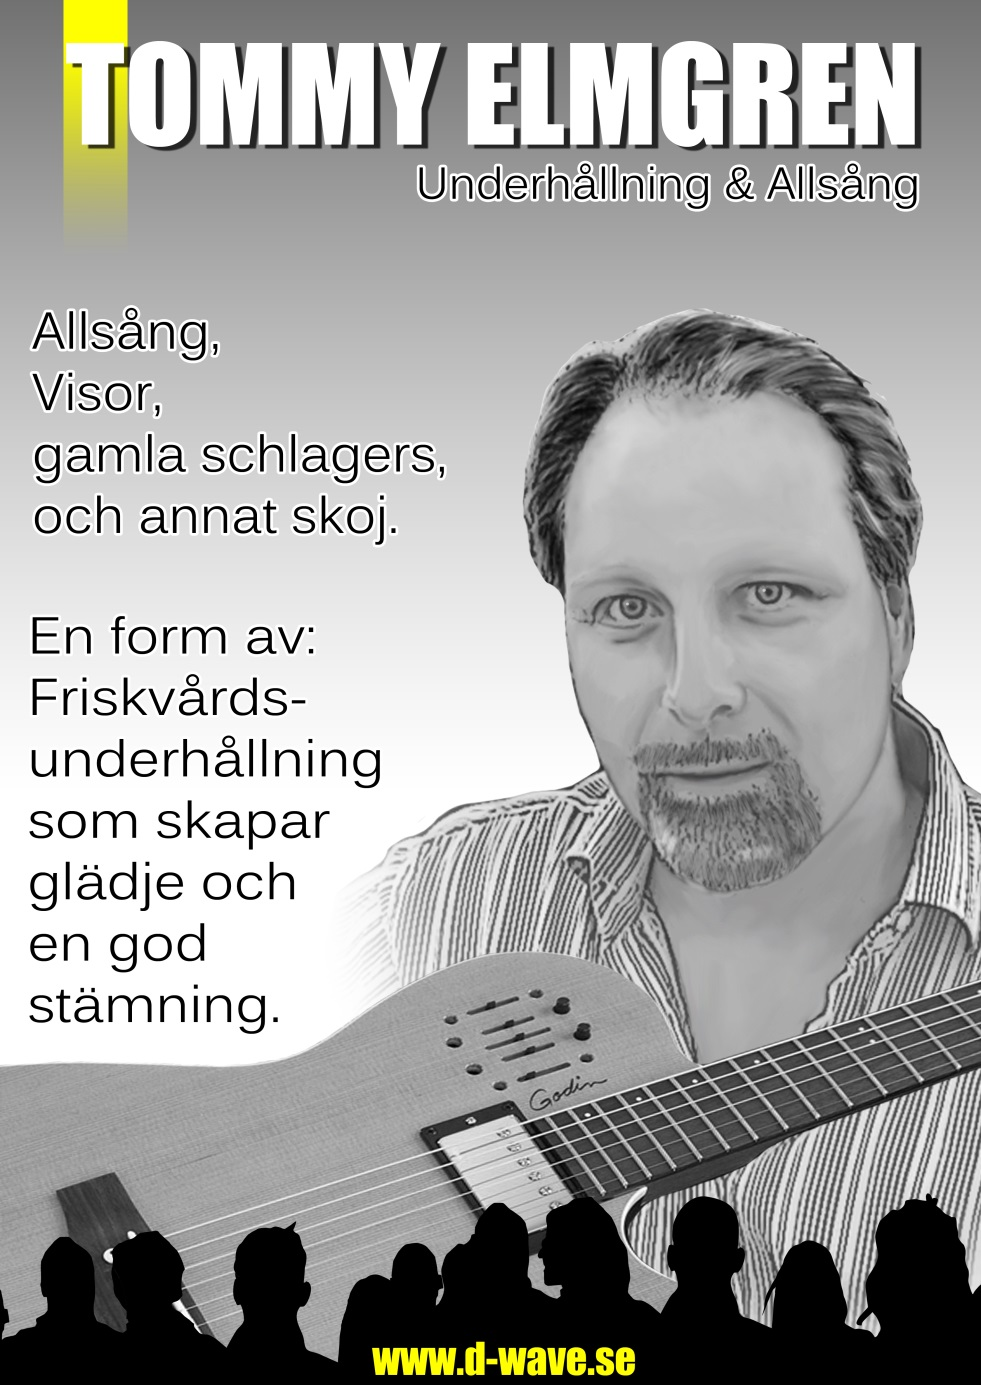 TOMMY ELMGREN
Underhållning & Allsång
Allsång,
Visor,
gamla schlagers,
och annat skoj.
En form av:
Friskvårds-
underhållning
som skapar
glädje och
en god
stämning.
Godin
www.d-wave.se